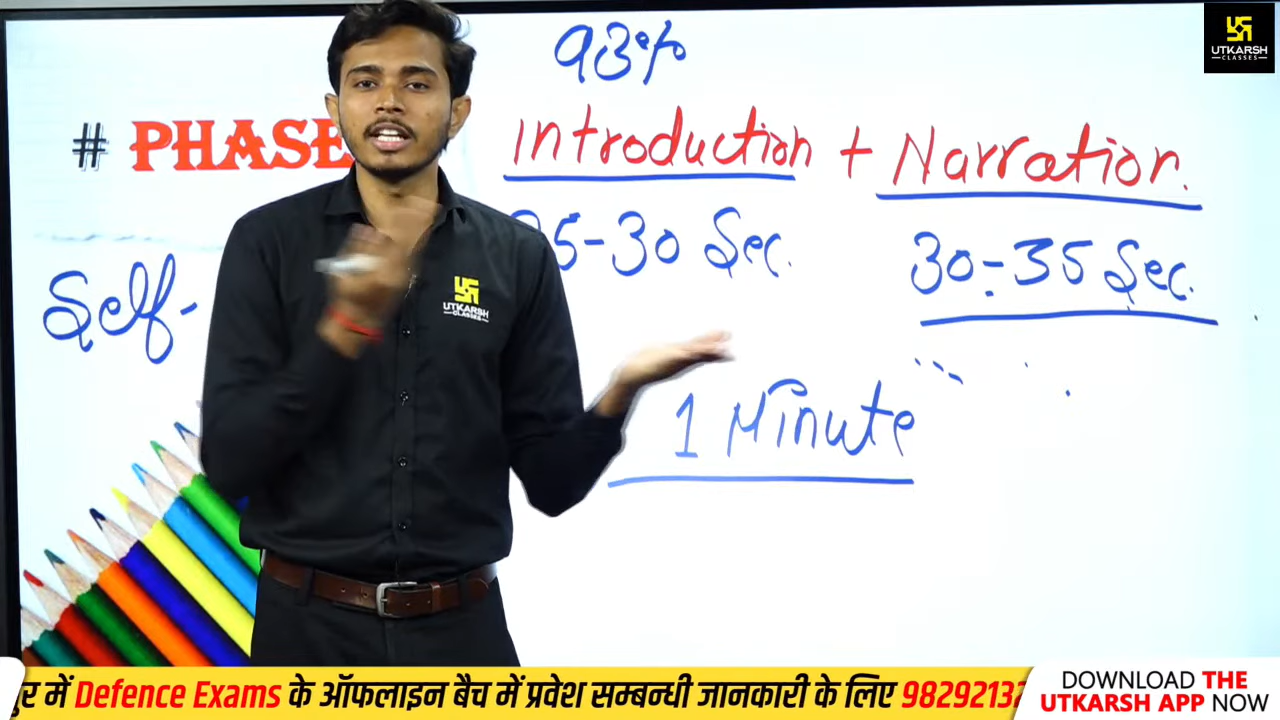 93%
UTKARSH
CLASSES
# PHASE
Introduction + Narration.
25-30 Sec.
30-35 Sec.
Self-
UTKARSH
CLASSES
1 Minute
में Defence Exams के ऑफलाइन बैच में प्रवेश सम्बन्धी जानकारी के लिए 9829213
DOWNLOAD THE
UTKARSH APP NOW